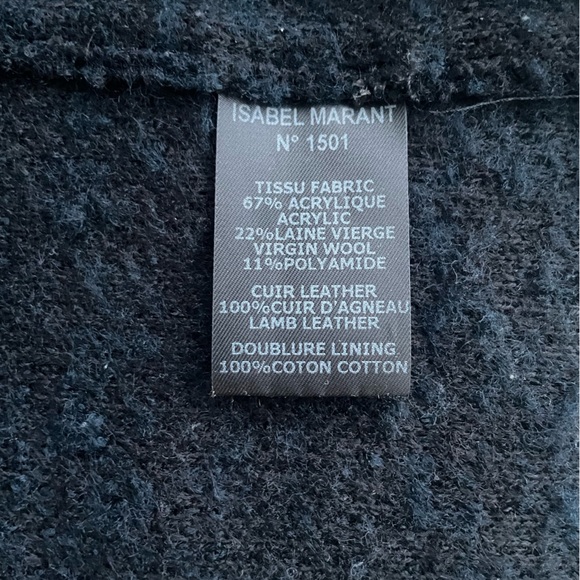 ISABEL MARANT
N° 1501
TISSU FABRIC
67% ACRYLIQUE
ACRYLIC
22%LAINE VIERGE
VIRGIN WOOL
11%POLYAMIDE
CUIR LEATHER
100%CUIR D'AGNEAU
LAMB LEATHER
DOUBLURE LINING
100%COTON COTTON